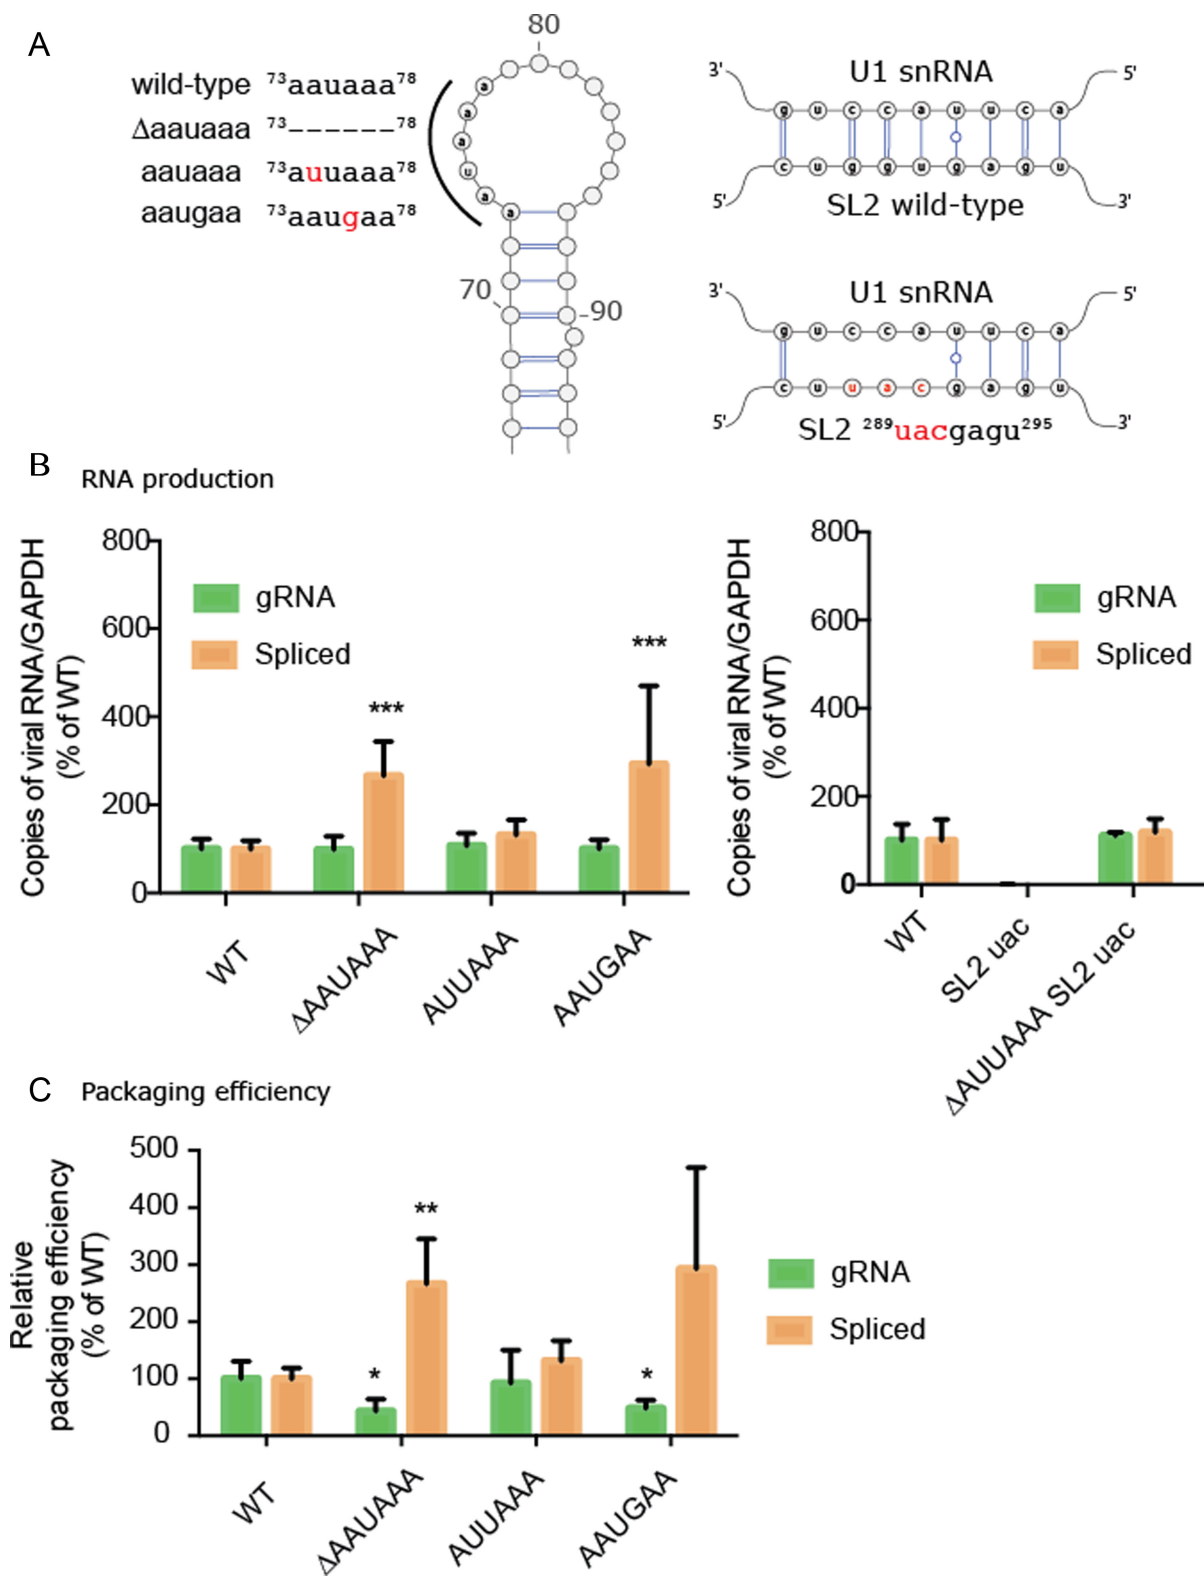 A
wild-type ⁷³aauaaa⁷⁸
Δaauaaa ⁷³------⁷⁸
aauaaa ⁷³auuaaa⁷⁸
aaugaa ⁷³aaugaa⁷⁸
80
a
a
a
u
a
a
70
90
3' 5'
U1 snRNA
g u c c a u u c a
c u g g u g a g u
5' 3'
SL2 wild-type
3' 5'
U1 snRNA
g u c c a u u c a
c u u a c g a g u
5' 3'
SL2 ²⁸⁹uacgagu²⁹⁵
B RNA production
Copies of viral RNA/GAPDH
(% of WT)
800
600
400
200
0
gRNA
Spliced
***
***
WT
ΔAAUAAA
AUUAAA
AAUGAA
Copies of viral RNA/GAPDH
(% of WT)
800
600
400
200
0
gRNA
Spliced
WT
SL2 uac
ΔAUUAAA SL2 uac
C Packaging efficiency
Relative
packaging efficiency
(% of WT)
500
400
300
200
100
0
*
**
*
gRNA
Spliced
WT
ΔAAUAAA
AUUAAA
AAUGAA